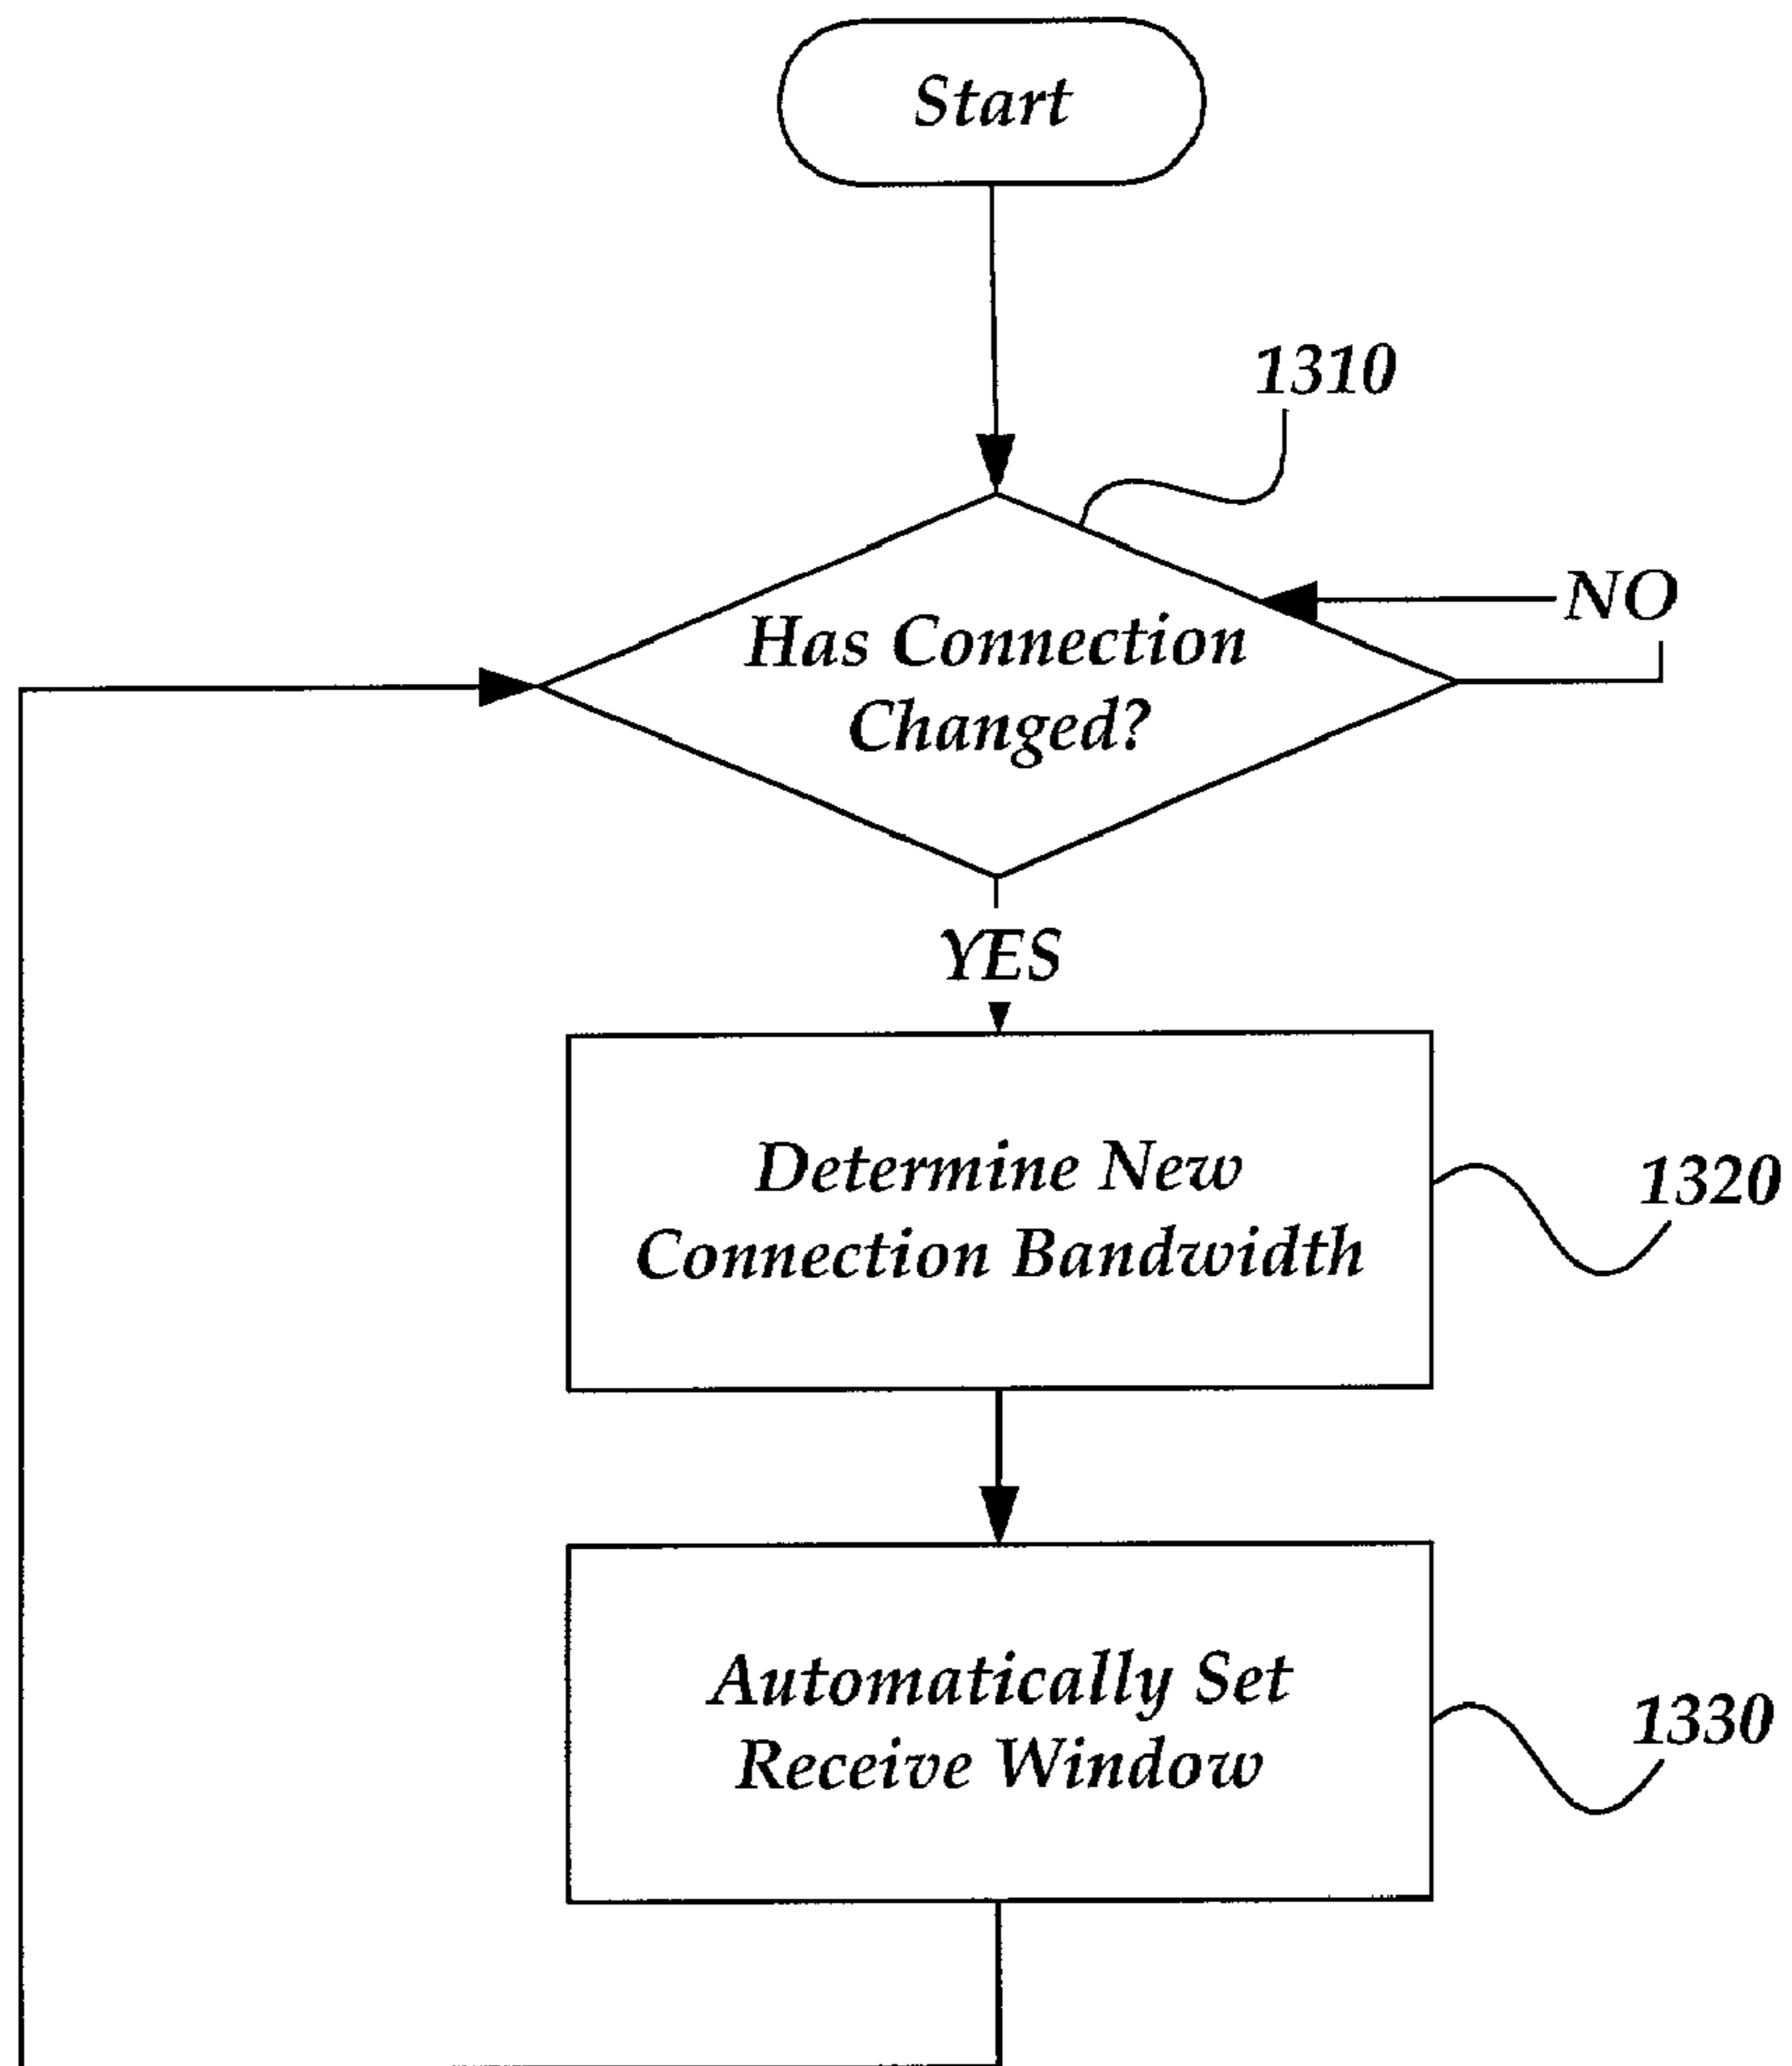 Start
1310
NO
Has Connection
Changed?
YES
Determine New
Connection Bandwidth
1320
Automatically Set
Receive Window
1330